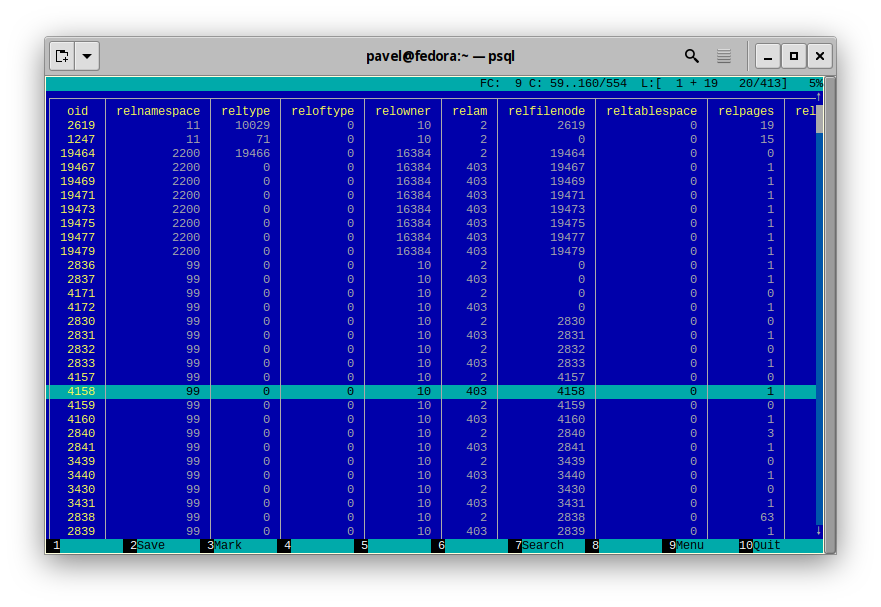 pavel@fedora:~ — psql
FC:  9 C: 59..160/554  L:[  1 + 19   20/413]   5%
oid relnamespace reltype reloftype relowner relam relfilenode reltablespace relpages rel
2619 11 10029 0 10 2 2619 0 19
1247 11 71 0 10 2 0 0 15
19464 2200 19466 0 16384 2 19464 0 0
19467 2200 0 0 16384 403 19467 0 1
19469 2200 0 0 16384 403 19469 0 1
19471 2200 0 0 16384 403 19471 0 1
19473 2200 0 0 16384 403 19473 0 1
19475 2200 0 0 16384 403 19475 0 1
19477 2200 0 0 16384 403 19477 0 1
19479 2200 0 0 16384 403 19479 0 1
2836 99 0 0 10 2 0 0 1
2837 99 0 0 10 403 0 0 1
4171 99 0 0 10 2 0 0 0
4172 99 0 0 10 403 0 0 1
2830 99 0 0 10 2 2830 0 0
2831 99 0 0 10 403 2831 0 1
2832 99 0 0 10 2 2832 0 0
2833 99 0 0 10 403 2833 0 1
4157 99 0 0 10 2 4157 0 0
4158 99 0 0 10 403 4158 0 1
4159 99 0 0 10 2 4159 0 0
4160 99 0 0 10 403 4160 0 1
2840 99 0 0 10 2 2840 0 3
2841 99 0 0 10 403 2841 0 1
3439 99 0 0 10 2 3439 0 0
3440 99 0 0 10 403 3440 0 1
3430 99 0 0 10 2 3430 0 0
3431 99 0 0 10 403 3431 0 1
2838 99 0 0 10 2 2838 0 63
2839 99 0 0 10 403 2839 0 1
1 2Save 3Mark 4 5 6 7Search 8 9Menu 10Quit